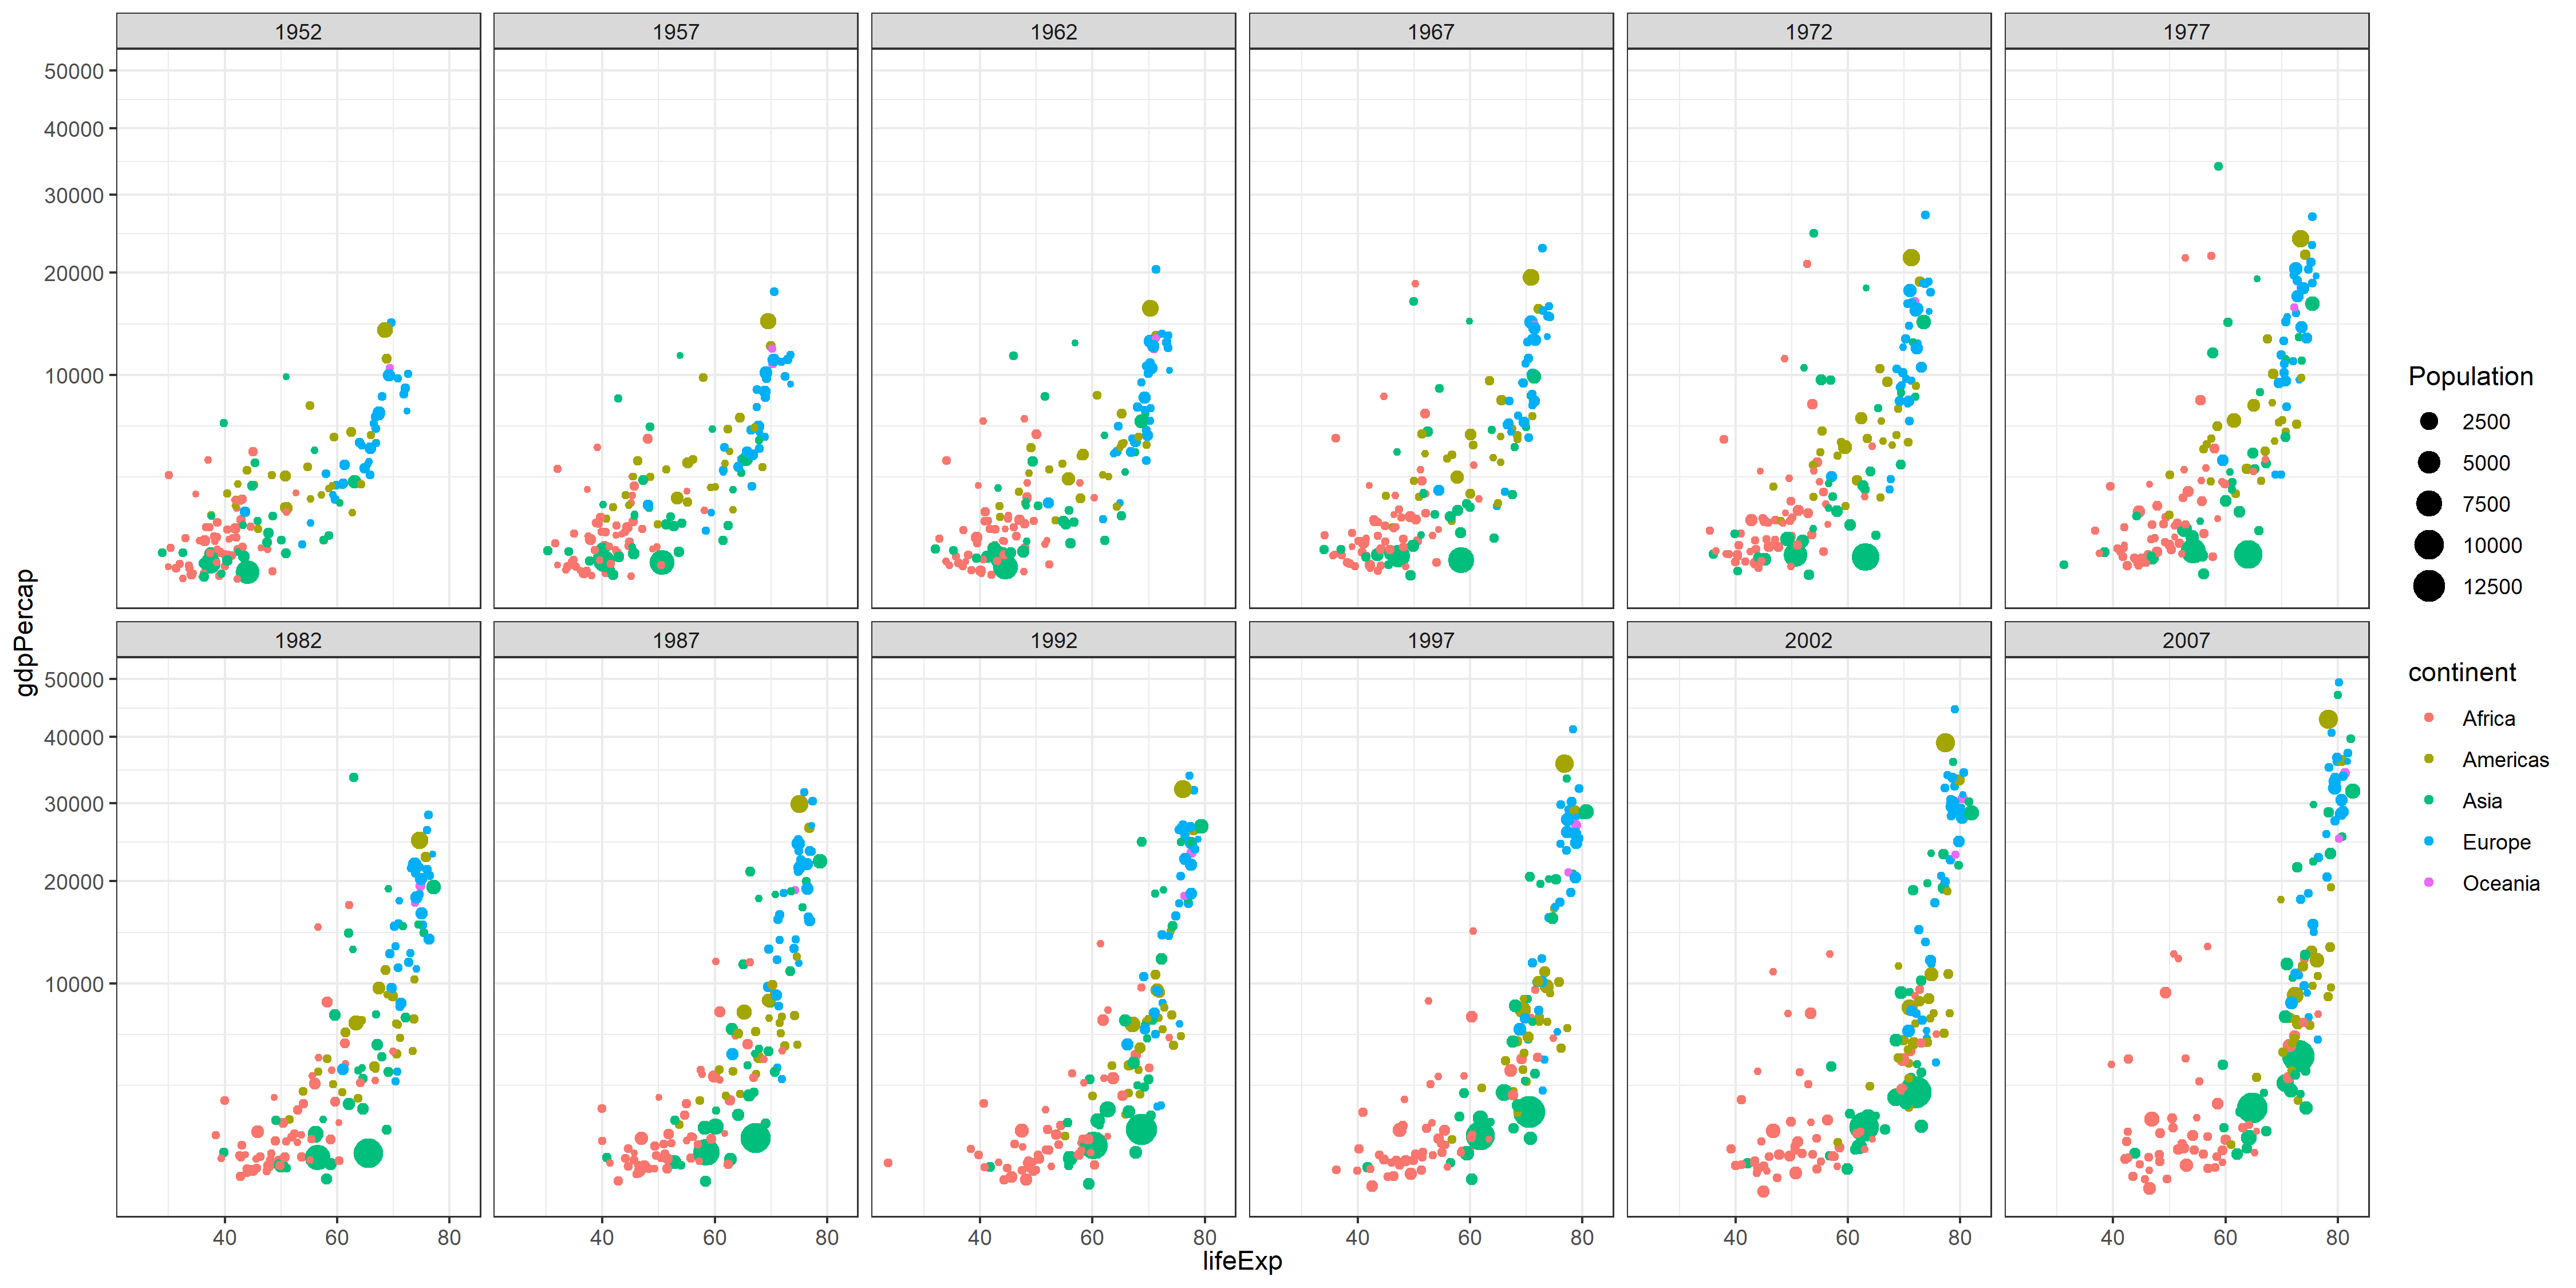 1952 1957 1962 1967 1972 1977
50000
40000
30000
20000
10000
1982 1987 1992 1997 2002 2007
50000
40000
30000
20000
10000
40 60 80 40 60 80 40 60 80 40 60 80 40 60 80 40 60 80
lifeExp
gdpPercap
Population
2500
5000
7500
10000
12500
continent
Africa
Americas
Asia
Europe
Oceania